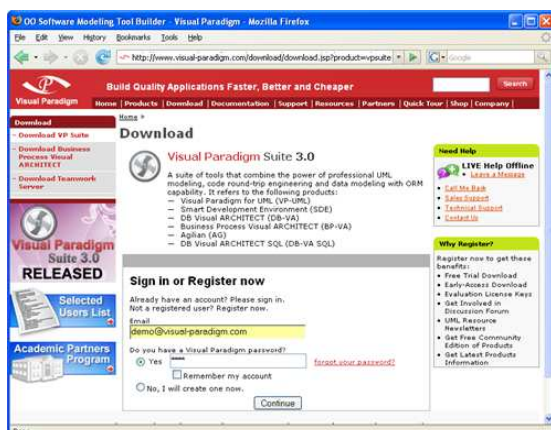 OO Software Modeling Tool Builder - Visual Paradigm - Mozilla Firefox
File Edit View History Bookmarks Tools Help
http://www.visual-paradigm.com/download/download.jsp?product=vpsuite
Google
Visual Paradigm
Build Quality Applications Faster, Better and Cheaper
Search
Home | Products | Download | Documentation | Support | Resources | Partners | Quick Tour | Shop | Company |
Download
- Download VP Suite
- Download Business
Process Visual
ARCHITECT
- Download Teamwork
Server
Visual Paradigm
Suite 3.0
RELEASED
Selected
Users List
Academic Partners
Program
Home »
Download
Visual Paradigm Suite 3.0
A suite of tools that combine the power of professional UML
modeling, code round-trip engineering and data modeling with ORM
capability. It refers to the following products:
— Visual Paradigm for UML (VP-UML)
— Smart Development Environment (SDE)
— DB Visual ARCHITECT (DB-VA)
— Business Process Visual ARCHITECT (BP-VA)
— Agilian (AG)
— DB Visual ARCHITECT SQL (DB-VA SQL)
Sign in or Register now
Already have an account? Please sign in.
Not a registered user? Register now.
Email
demo@visual-paradigm.com
Do you have a Visual Paradigm password?
Yes
forgot your password?
Remember my account
No, I will create one now.
Continue
Need Help
LIVE Help Offline
Leave a Message
Call Me Back
Sales Support
Technical Support
Contact Us
Why Register?
Register now to get these
benefits:
Free Trial Download
Early-Access Download
Evaluation License Keys
Get Involved in
Discussion Forum
UML Resource
Newsletters
Get Free Community
Edition of Products
Get Latest Products
Information